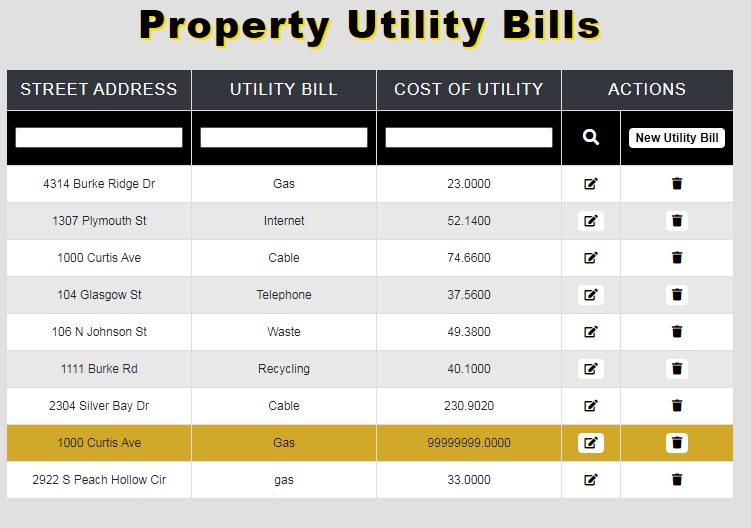 Property Utility Bills
STREET ADDRESS UTILITY BILL COST OF UTILITY ACTIONS
New Utility Bill
4314 Burke Ridge Dr Gas 23.0000
1307 Plymouth St Internet 52.1400
1000 Curtis Ave Cable 74.6600
104 Glasgow St Telephone 37.5600
106 N Johnson St Waste 49.3800
1111 Burke Rd Recycling 40.1000
2304 Silver Bay Dr Cable 230.9020
1000 Curtis Ave Gas 99999999.0000
2922 S Peach Hollow Cir gas 33.0000